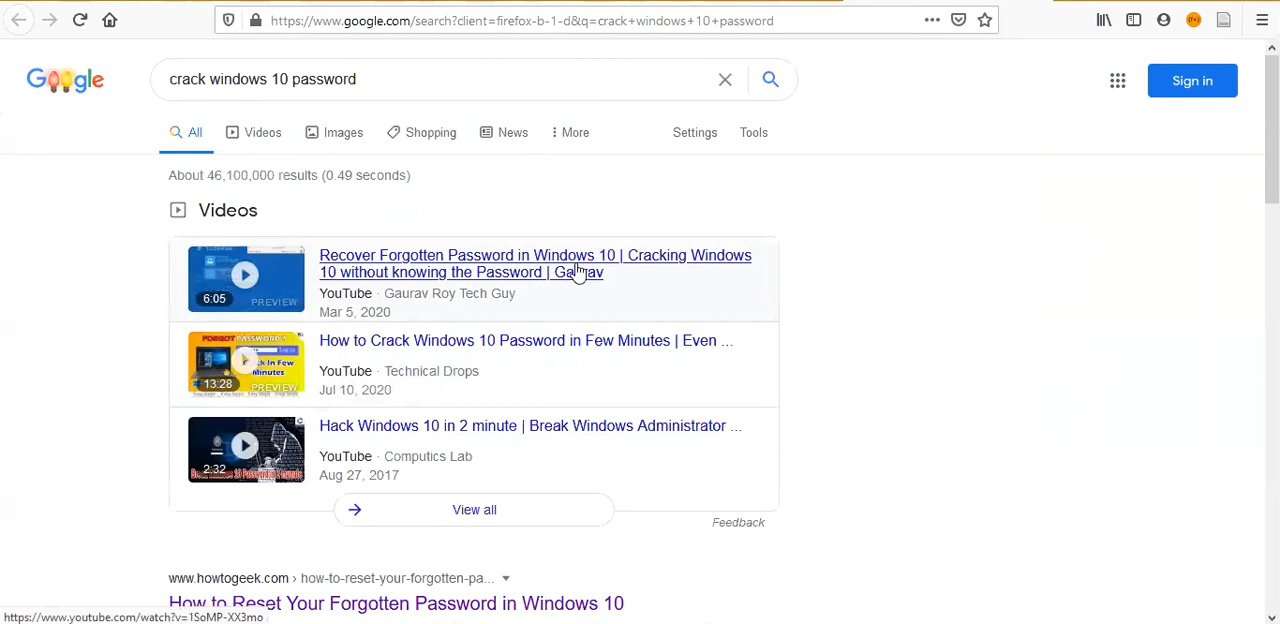 https://www.google.com/search?client=firefox-b-1-d&q=crack+windows+10+password
Google
crack windows 10 password
Sign in
All
Videos
Images
Shopping
News
More
Settings
Tools
About 46,100,000 results (0.49 seconds)
Videos
6:05
PREVIEW
Recover Forgotten Password in Windows 10 | Cracking Windows
10 without knowing the Password |
YouTube · Gaurav Roy Tech Guy
Mar 5, 2020
FORGOT PASSWORD?
Crack In Few
Minutes
13:28
PREVIEW
How to Crack Windows 10 Password in Few Minutes | Even ...
YouTube · Technical Drops
Jul 10, 2020
2:32
Hack Windows 10 in 2 minute | Break Windows Administrator ...
YouTube · Computics Lab
Aug 27, 2017
View all
Feedback
www.howtogeek.com › how-to-reset-your-forgotten-pa...
How to Reset Your Forgotten Password in Windows 10
https://www.youtube.com/watch?v=1SoMP-XX3mo